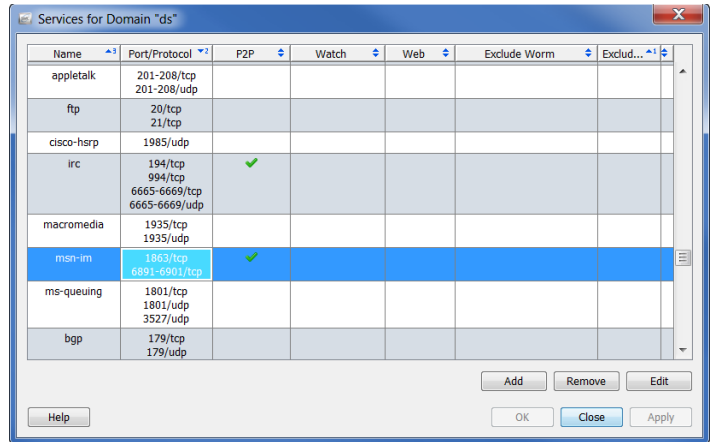 Services for Domain "ds"
Name 3 Port/Protocol 2 P2P Watch Web Exclude Worm Exclud... 1
appletalk 201-208/tcp
201-208/udp
ftp 20/tcp
21/tcp
cisco-hsrp 1985/udp
irc 194/tcp
994/tcp
6665-6669/tcp
6665-6669/udp
macromedia 1935/tcp
1935/udp
msn-im 1863/tcp
6891-6901/tcp
ms-queuing 1801/tcp
1801/udp
3527/udp
bgp 179/tcp
179/udp
Add Remove Edit
Help OK Close Apply